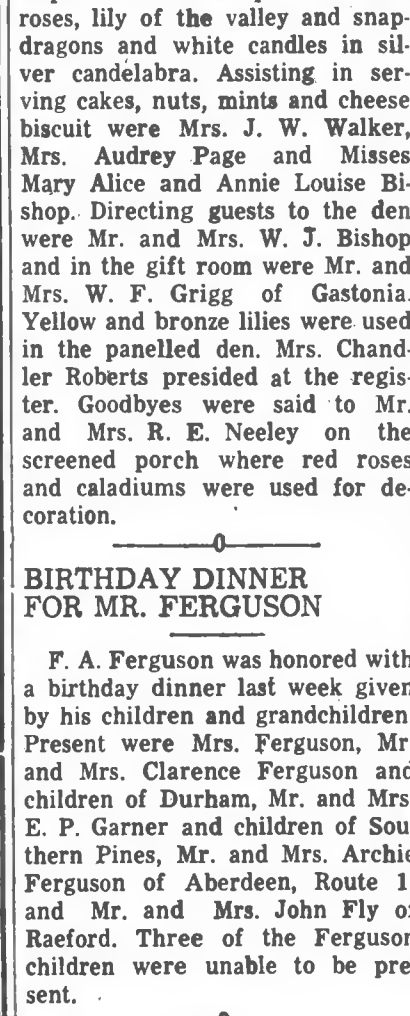 roses, lily of the valley and snap-
dragons and white candles in sil-
ver candelabra. Assisting in ser-
ving cakes, nuts, mints and cheese
biscuit were Mrs. J. W. Walker,
Mrs. Audrey Page and Misses
Mary Alice and Annie Louise Bi-
shop. Directing guests to the den
were Mr. and Mrs. W. J. Bishop
and in the gift room were Mr. and
Mrs. W. F. Grigg of Gastonia.
Yellow and bronze lilies were used
in the panelled den. Mrs. Chand-
ler Roberts presided at the regis-
ter. Goodbyes were said to Mr.
and Mrs. R. E. Neeley on the
screened porch where red roses
and caladiums were used for de-
coration.
BIRTHDAY DINNER
FOR MR. FERGUSON
F. A. Ferguson was honored with
a birthday dinner last week given
by his children and grandchildren
Present were Mrs. Ferguson, Mr
and Mrs. Clarence Ferguson and
children of Durham, Mr. and Mrs
E. P. Garner and children of Sou
thern Pines, Mr. and Mrs. Archie
Ferguson of Aberdeen, Route 1
and Mr. and Mrs. John Fly of
Raeford. Three of the Ferguson
children were unable to be pre
sent.